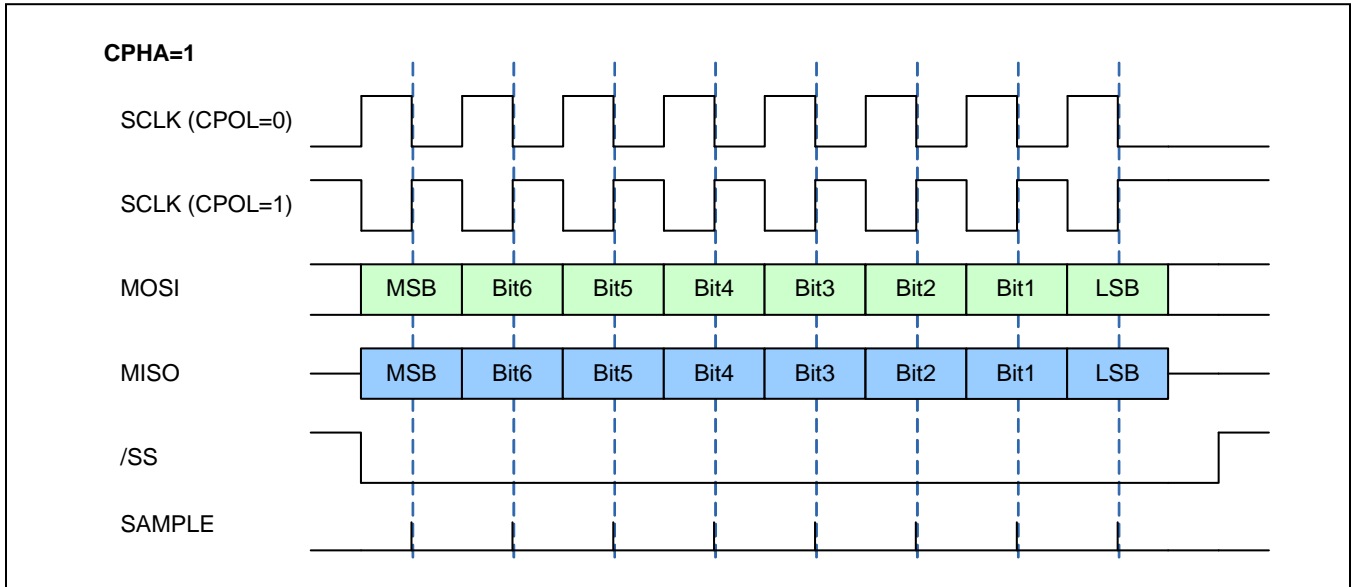 CPHA=1
SCLK (CPOL=0)
SCLK (CPOL=1)
MOSI MSB Bit6 Bit5 Bit4 Bit3 Bit2 Bit1 LSB
MISO MSB Bit6 Bit5 Bit4 Bit3 Bit2 Bit1 LSB
/SS
SAMPLE